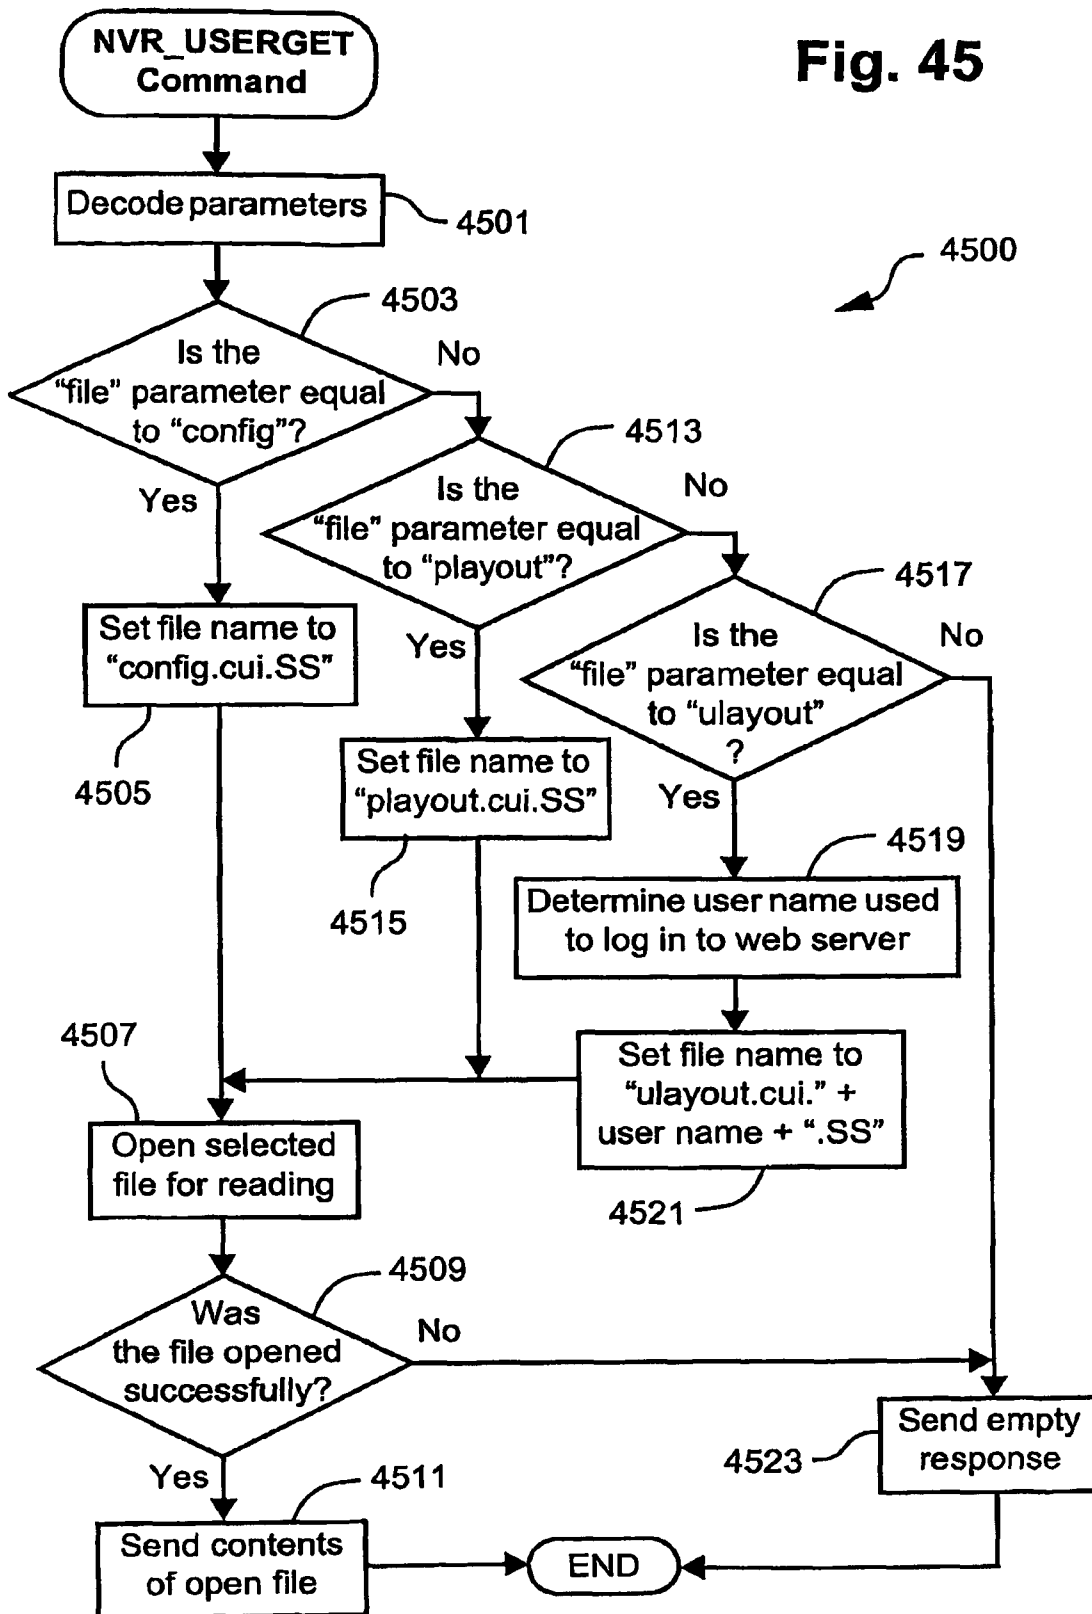 NVR_USERGET
Command
Fig. 45
Decode parameters
4501
4500
4503
Is the
“file” parameter equal
to “config”?
No
Yes
4513
Is the
“file” parameter equal
to “playout”?
No
Yes
4517
Is the
“file” parameter equal
to “ulayout”
?
No
Yes
Set file name to
“config.cui.SS”
4505
Set file name to
“playout.cui.SS”
4515
4519
Determine user name used
to log in to web server
Set file name to
“ulayout.cui.” +
user name + “.SS”
4521
4507
Open selected
file for reading
4509
Was
the file opened
successfully?
No
Yes
4511
Send contents
of open file
Send empty
response
4523
END